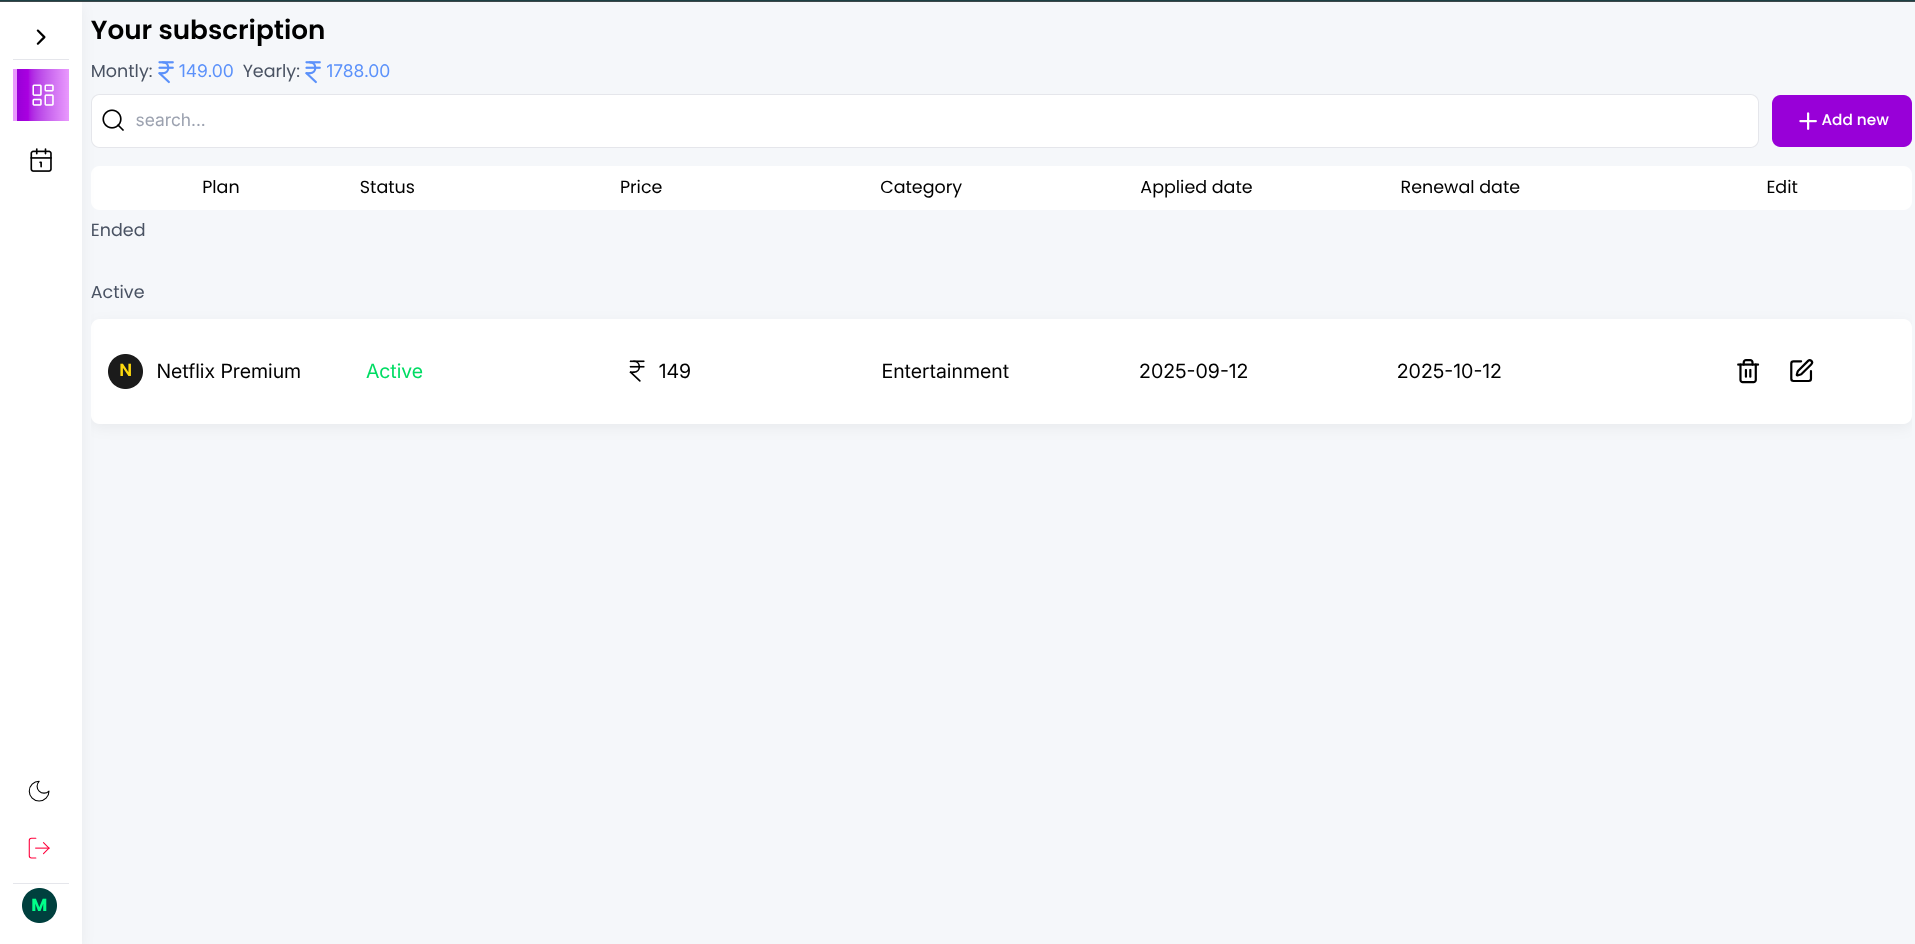 Your subscription
Montly: ₹ 149.00 Yearly: ₹ 1788.00
search...
Add new
Plan Status Price Category Applied date Renewal date Edit
Ended
Active
N Netflix Premium Active ₹ 149 Entertainment 2025-09-12 2025-10-12
1
M